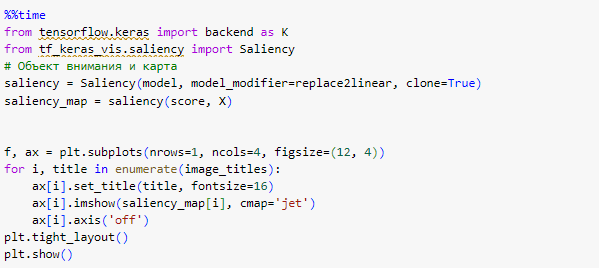 %%time
from tensorflow.keras import backend as K
from tf_keras_vis.saliency import Saliency
# Объект внимания и карта
saliency = Saliency(model, model_modifier=replace2linear, clone=True)
saliency_map = saliency(score, X)
f, ax = plt.subplots(nrows=1, ncols=4, figsize=(12, 4))
for i, title in enumerate(image_titles):
    ax[i].set_title(title, fontsize=16)
    ax[i].imshow(saliency_map[i], cmap='jet')
    ax[i].axis('off')
plt.tight_layout()
plt.show()